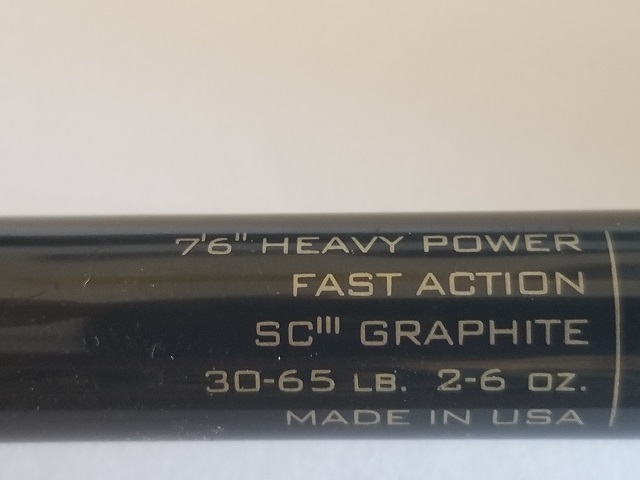 7'6" HEAVY POWER
FAST ACTION
SCIII GRAPHITE
30-65 LB. 2-6 OZ.
MADE IN USA